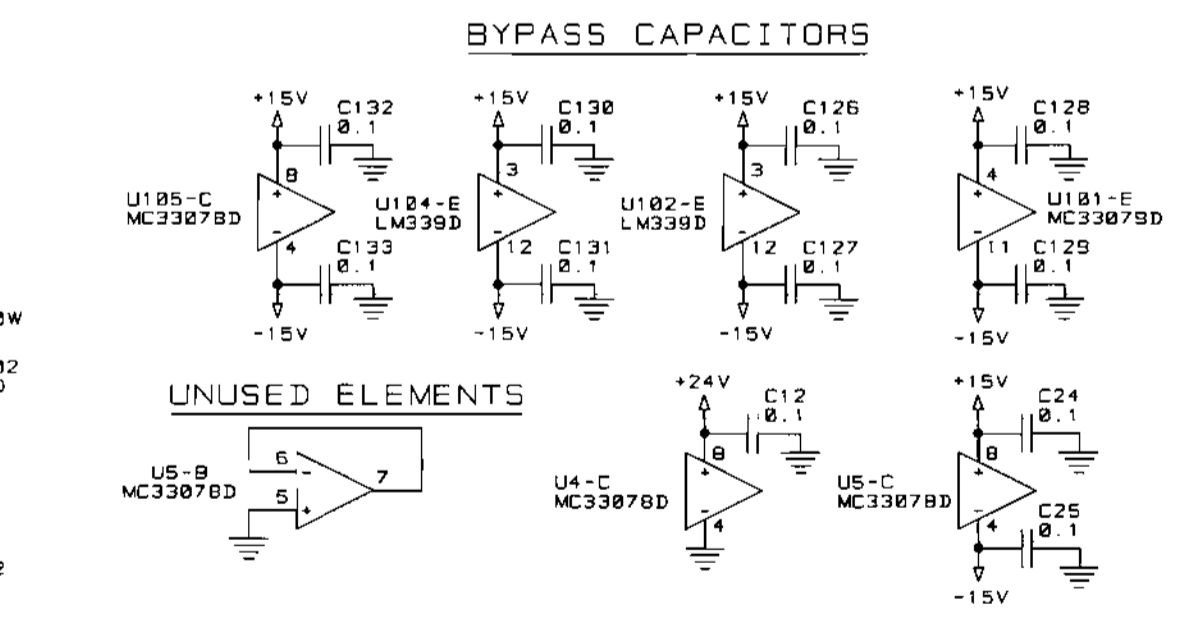 BYPASS CAPACITORS
+15V
C132
0.1
8
U105-C
MC33078D
4
C133
0.1
-15V
+15V
C130
0.1
3
U104-E
LM339D
12
C131
0.1
-15V
+15V
C126
0.1
3
U102-E
LM339D
12
C127
0.1
-15V
+15V
C128
0.1
4
U101-E
11
C129
0.1
-15V
UNUSED ELEMENTS
6
-
U5-B
MC33078D
5
+
7
+24V
C12
0.1
8
U4-C
MC33078D
4
+15V
C24
0.1
8
U5-C
MC33078D
4
C25
0.1
-15V